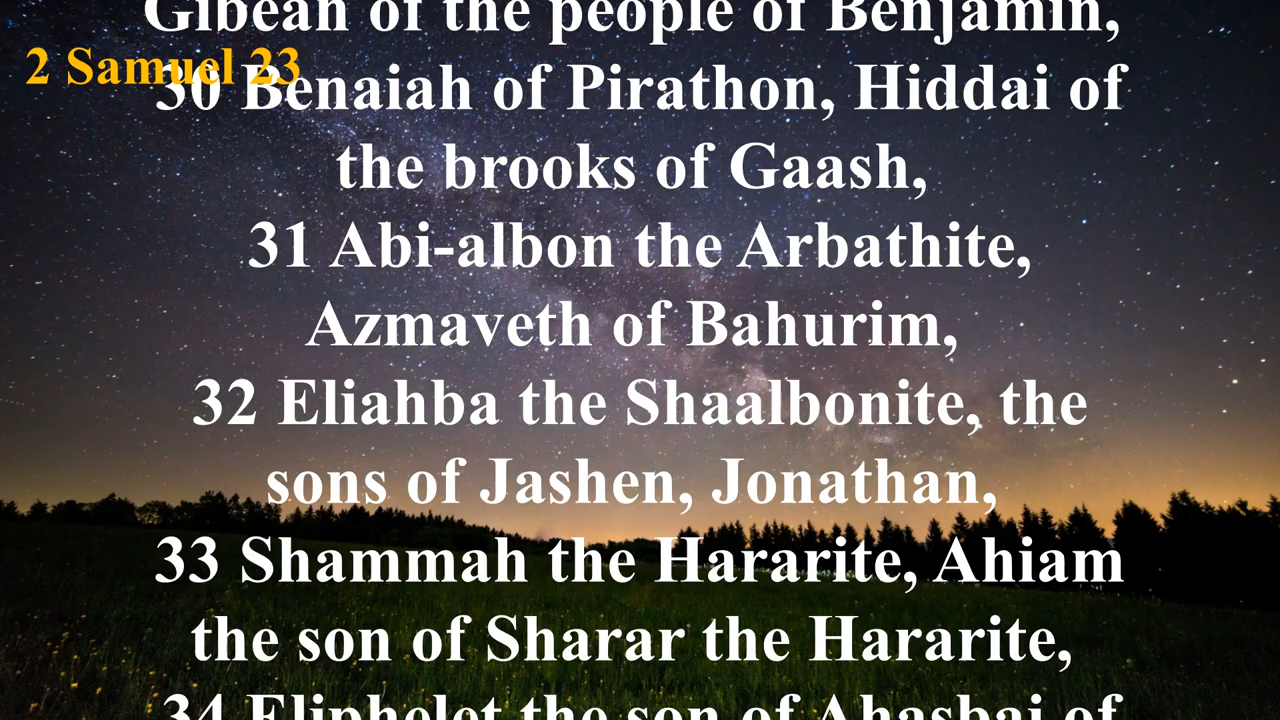 Gibeah of the people of Benjamin,
2 Samuel 23
30 Benaiah of Pirathon, Hiddai of
the brooks of Gaash,
31 Abi-albon the Arbathite,
Azmaveth of Bahurim,
32 Eliahba the Shaalbonite, the
sons of Jashen, Jonathan,
33 Shammah the Hararite, Ahiam
the son of Sharar the Hararite,
34 Eliphelet the son of Ahasbai of